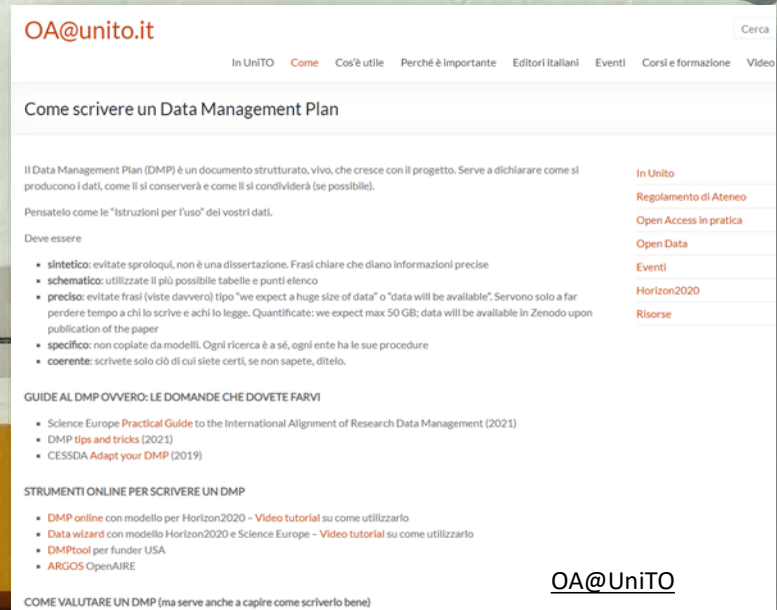 OA@unito.it
Cerca
In UniTO Come Cos'è utile Perché è importante Editori italiani Eventi Corsi e formazione Video
Come scrivere un Data Management Plan
Il Data Management Plan (DMP) è un documento strutturato, vivo, che cresce con il progetto. Serve a dichiarare come si
producono i dati, come li si conserverà e come li si condividerà (se possibile).
Pensatelo come le "Istruzioni per l'uso" dei vostri dati.
Deve essere
• sintetico: evitate sproloqui, non è una dissertazione. Frasi chiare che diano informazioni precise
• schematico: utilizzate il più possibile tabelle e punti elenco
• preciso: evitate frasi (viste davvero) tipo "we expect a huge size of data" o "data will be available". Servono solo a far
perdere tempo a chi lo scrive e achi lo legge. Quantificate: we expect max 50 GB; data will be available in Zenodo upon
publication of the paper
• specifico: non copiate da modelli. Ogni ricerca è a sé, ogni ente ha le sue procedure
• coerente: scrivete solo ciò di cui siete certi, se non sapete, ditelo.
GUIDE AL DMP OVVERO: LE DOMANDE CHE DOVETE FARVI
• Science Europe Practical Guide to the International Alignment of Research Data Management (2021)
• DMP tips and tricks (2021)
• CESSDA Adapt your DMP (2019)
STRUMENTI ONLINE PER SCRIVERE UN DMP
• DMP online con modello per Horizon2020 – Video tutorial su come utilizzarlo
• Data wizard con modello Horizon2020 e Science Europe – Video tutorial su come utilizzarlo
• DMPtool per funder USA
• ARGOS OpenAIRE
COME VALUTARE UN DMP (ma serve anche a capire come scriverlo bene)
In Unito
Regolamento di Ateneo
Open Access in pratica
Open Data
Eventi
Horizon2020
Risorse
OA@UniTO